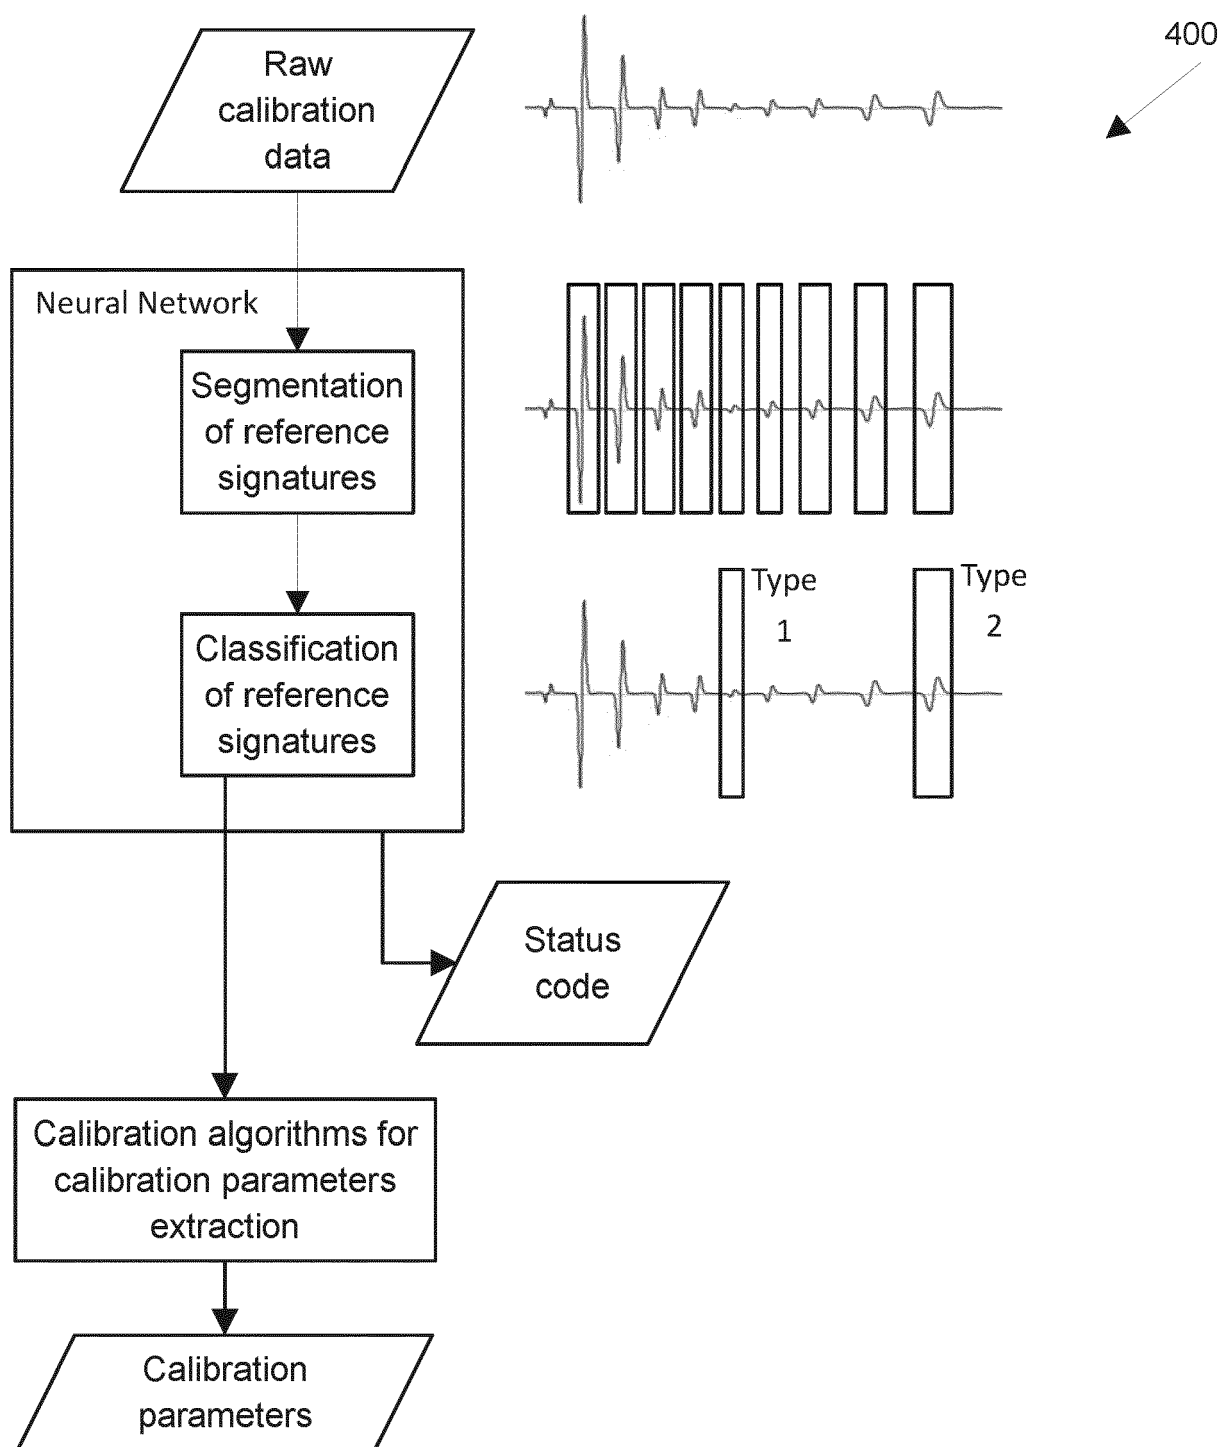 Raw
calibration
data
400
Neural Network
Segmentation
of reference
signatures
Classification
of reference
signatures
Type
1
Type
2
Status
code
Calibration algorithms for
calibration parameters
extraction
Calibration
parameters